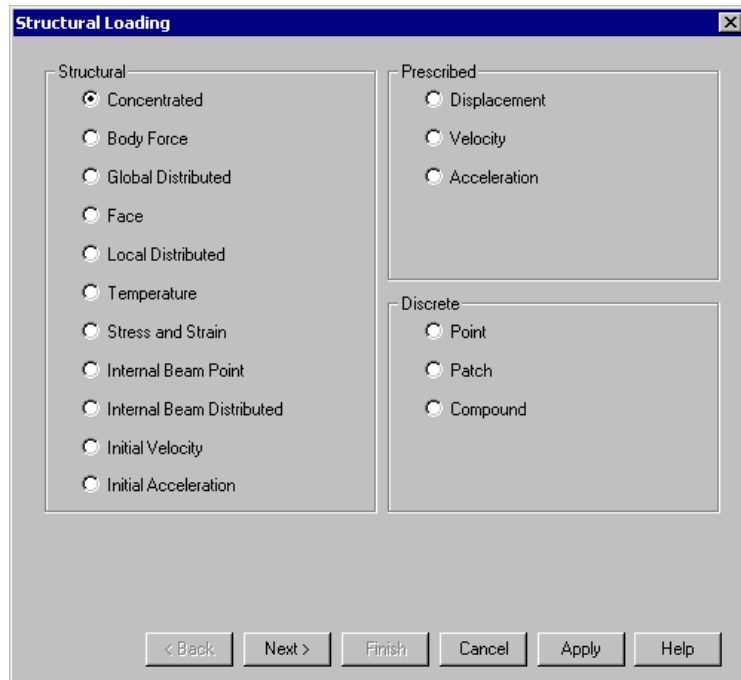 Structural Loading
Structural
Concentrated
Body Force
Global Distributed
Face
Local Distributed
Temperature
Stress and Strain
Internal Beam Point
Internal Beam Distributed
Initial Velocity
Initial Acceleration
Prescribed
Displacement
Velocity
Acceleration
Discrete
Point
Patch
Compound
< Back Next > Finish Cancel Apply Help